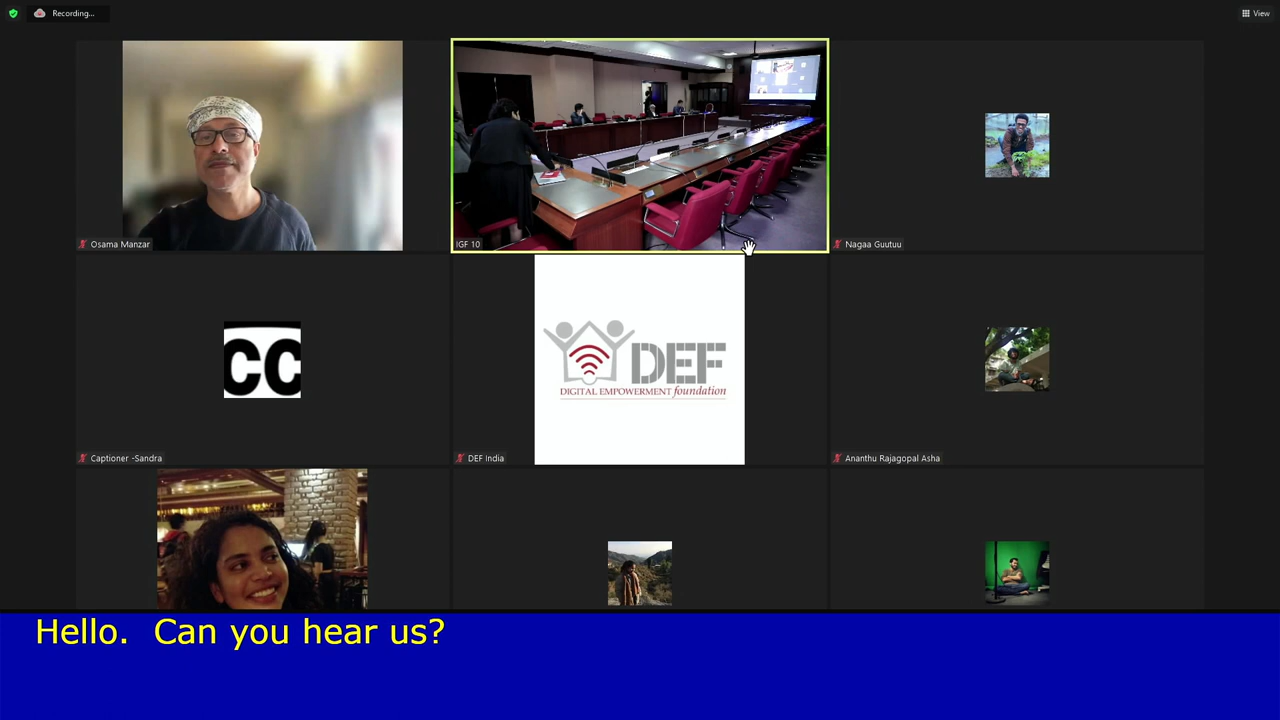 Recording...
View
Osama Manzar
IGF 10
Nagaa Guutuu
CC
DEF
DIGITAL EMPOWERMENT foundation
Captioner -Sandra
DEF India
Ananthu Rajagopal Asha
Hello.  Can you hear us?